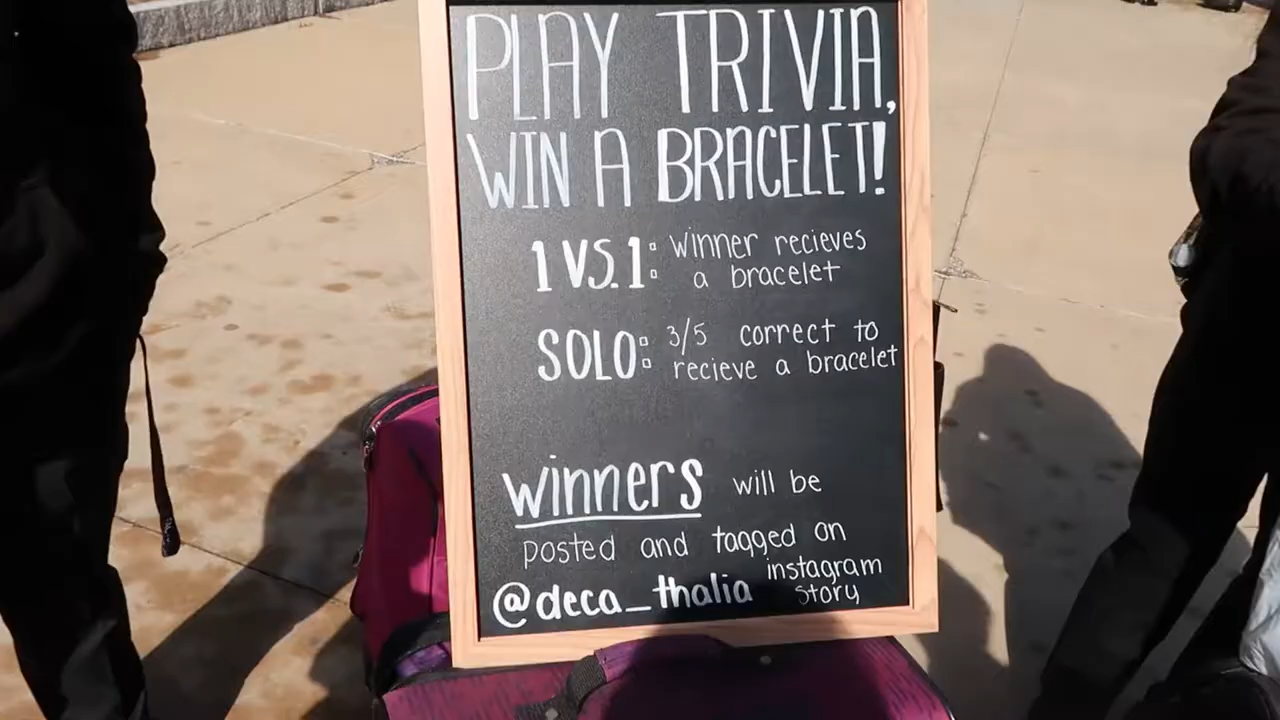 PLAY TRIVIA,
WIN A BRACELET!
1 VS. 1: winner recieves
a bracelet
SOLO: 3/5 correct to
recieve a bracelet
winners will be
posted and tagged on
@deca_thalia instagram
story